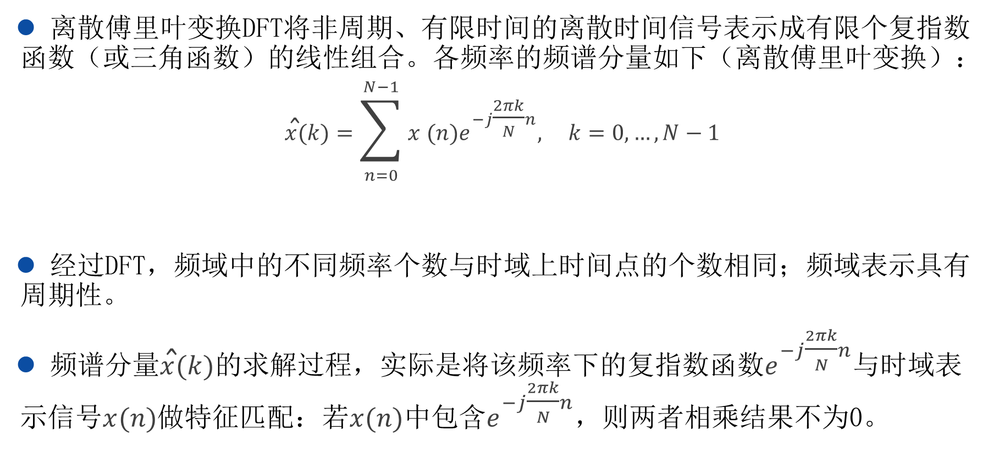 ● 离散傅里叶变换DFT将非周期、有限时间的离散时间信号表示成有限个复指数
函数（或三角函数）的线性组合。各频率的频谱分量如下（离散傅里叶变换）：
$\hat{x}(k) = \sum_{n=0}^{N-1} x(n)e^{-j\frac{2\pi k}{N}n}, \quad k = 0, \ldots, N-1$
● 经过DFT，频域中的不同频率个数与时域上时间点的个数相同；频域表示具有
周期性。
● 频谱分量$\hat{x}(k)$的求解过程，实际是将该频率下的复指数函数$e^{-j\frac{2\pi k}{N}n}$与时域表
示信号$x(n)$做特征匹配：若$x(n)$中包含$e^{-j\frac{2\pi k}{N}n}$，则两者相乘结果不为0。